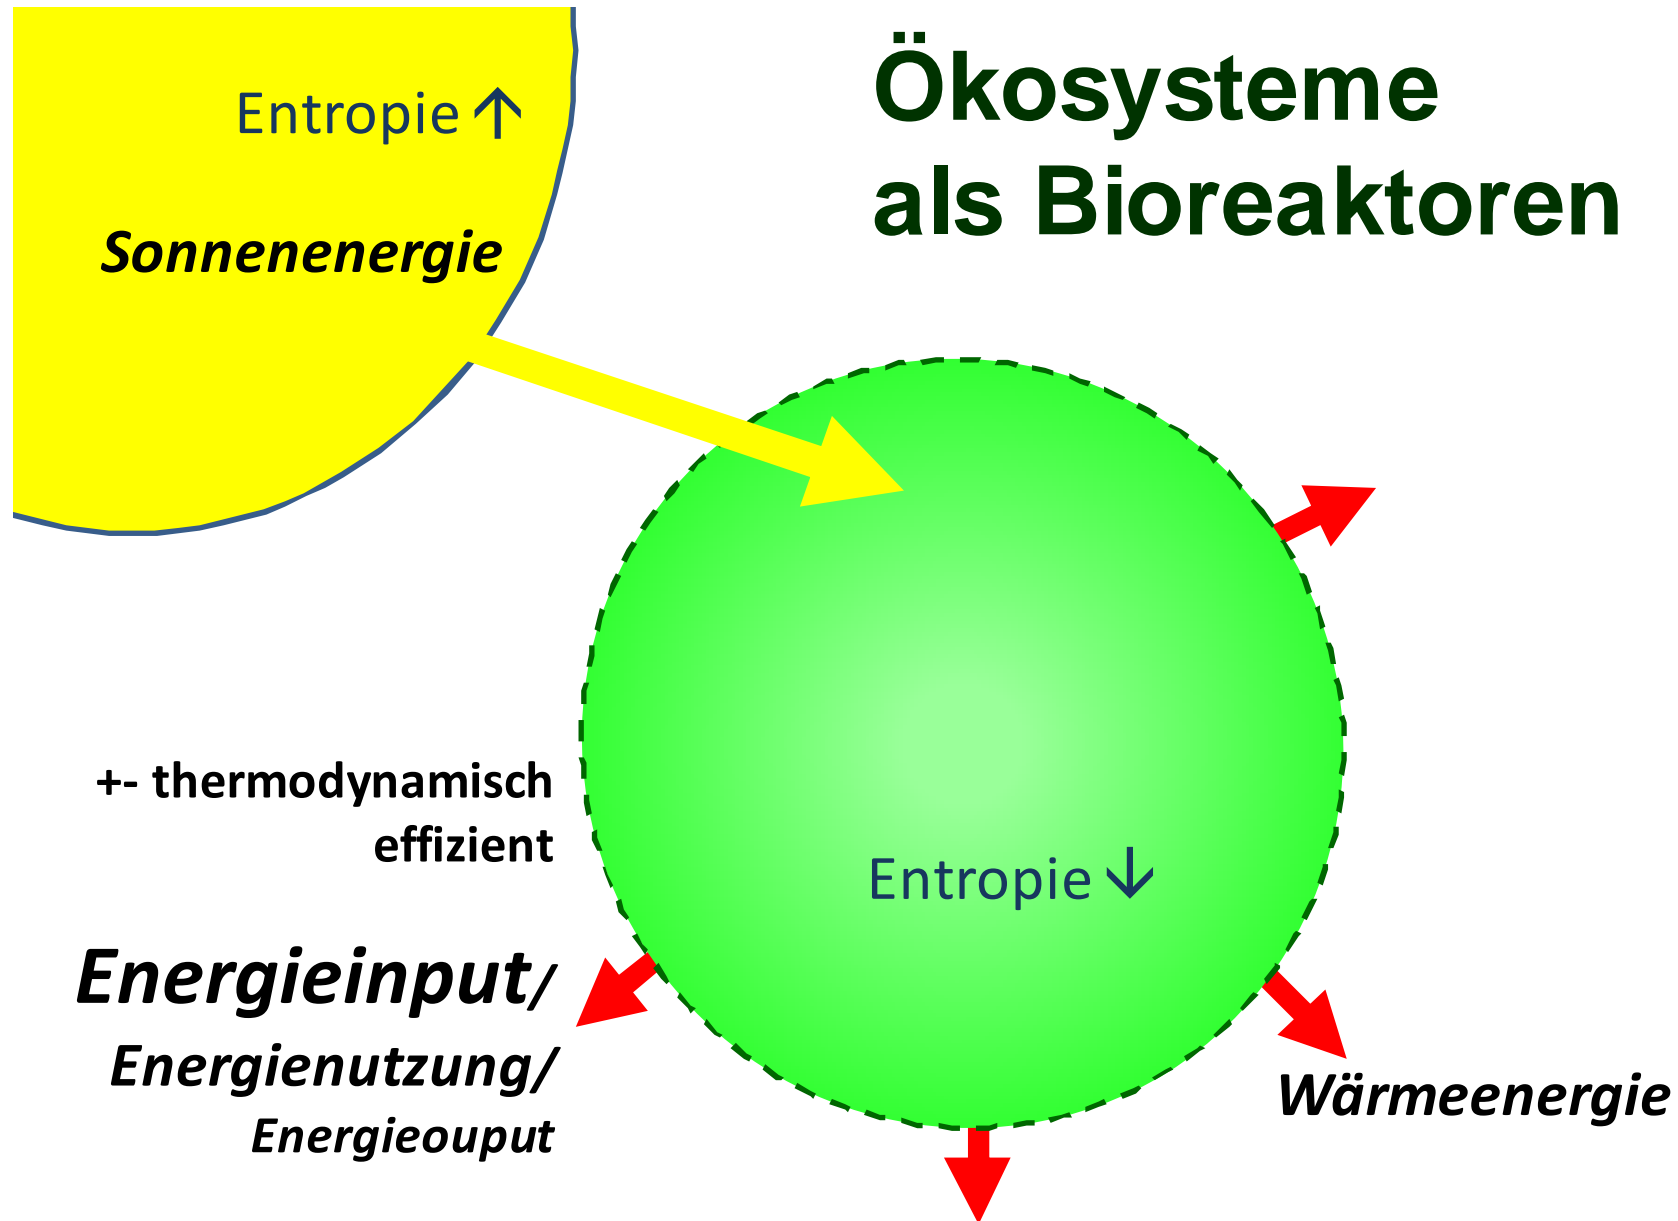 Ökosysteme
als Bioreaktoren
Entropie ↑
Sonnenenergie
+- thermodynamisch
effizient
Entropie ↓
Energieinput/
Energienutzung/
Energieouput
Wärmeenergie